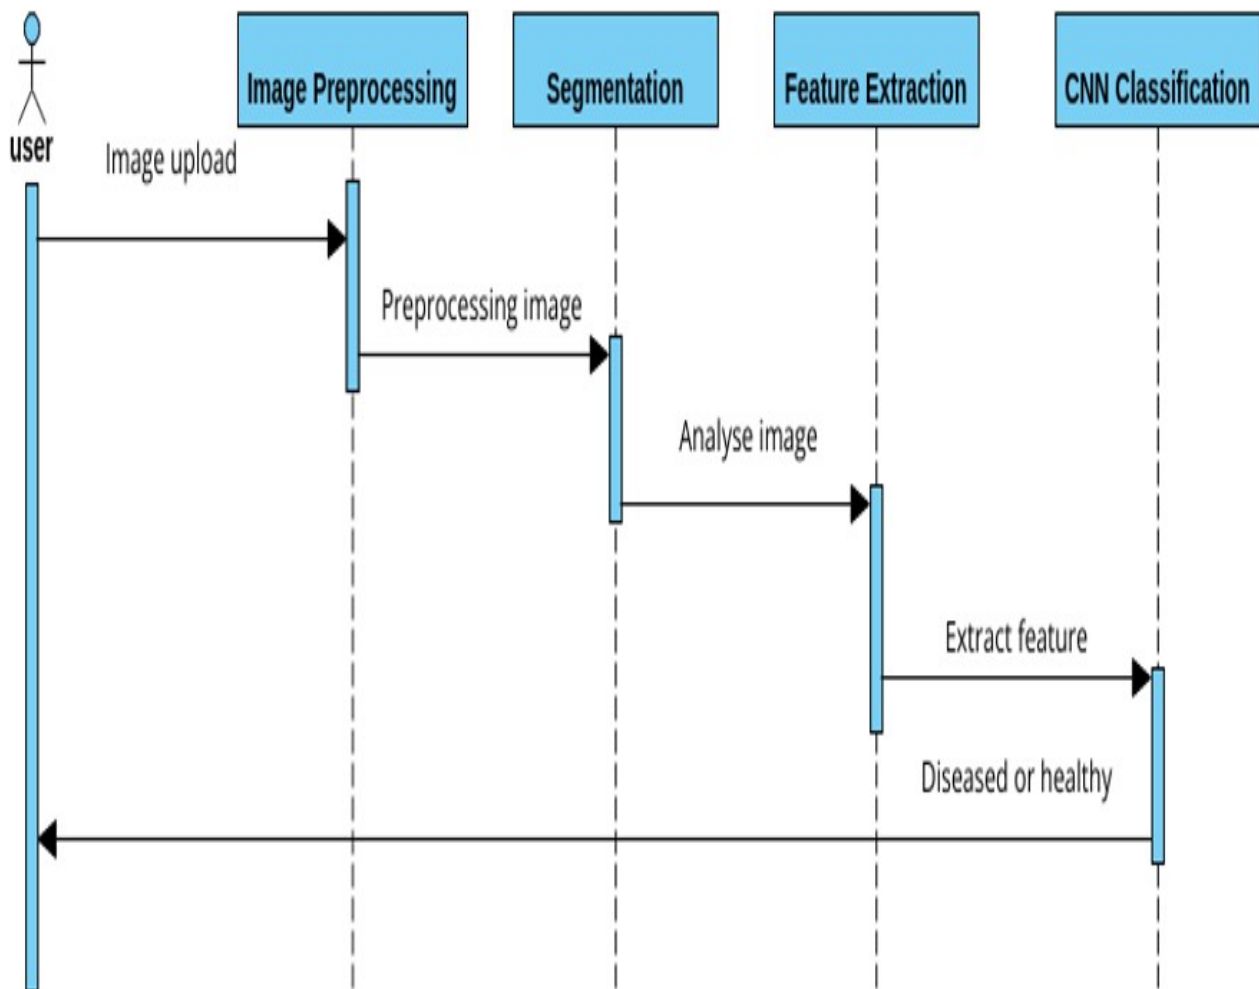 Image Preprocessing
Segmentation
Feature Extraction
CNN Classification
user
Image upload
Preprocessing image
Analyse image
Extract feature
Diseased or healthy